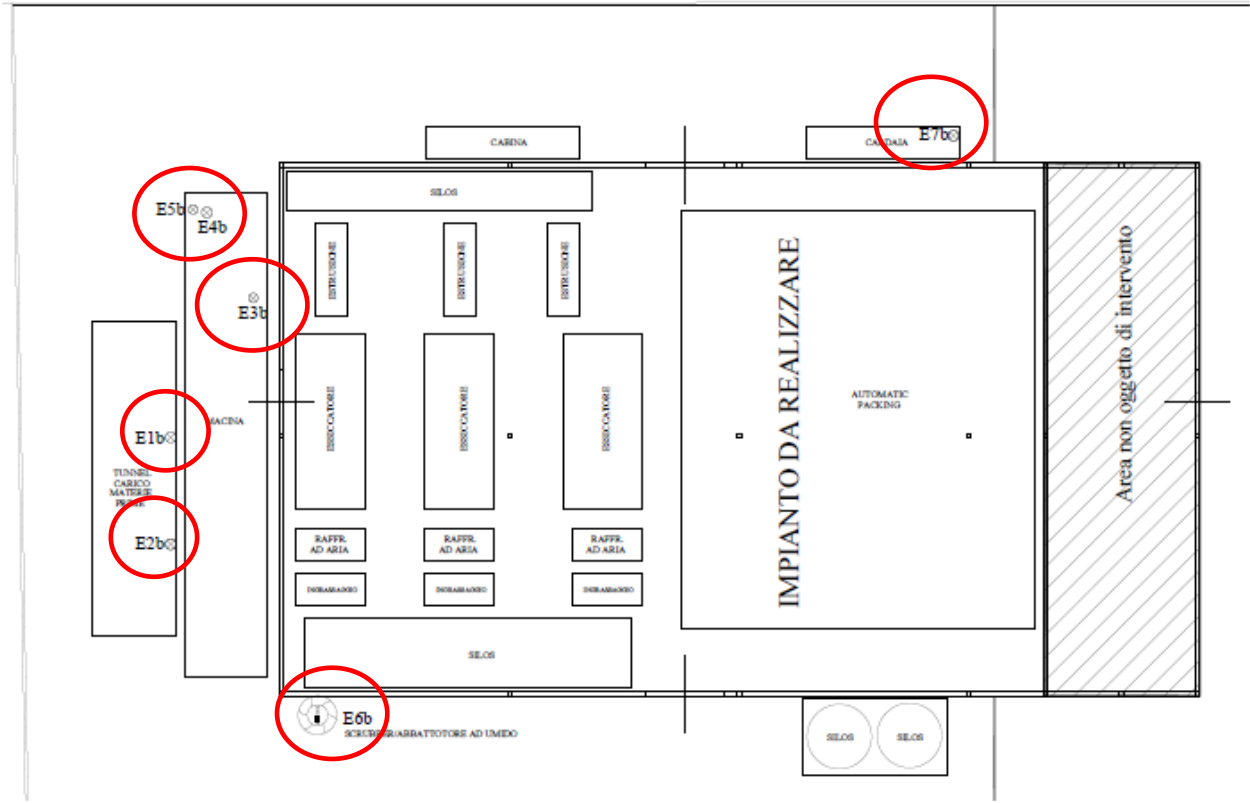 E7b
CABINA
CALDAIA
SILOS
E5b
E4b
ESTRUSIONE
ESTRUSIONE
ESTRUSIONE
E3b
IMPIANTO DA REALIZZARE
Area non oggetto di intervento
ESSICCATORE
ESSICCATORE
ESSICCATORE
AUTOMATIC
PACKING
MACINA
E1b
TUNNEL
CARICO
MATERIE
PRIME
E2b
RAFFR.
AD ARIA
RAFFR.
AD ARIA
RAFFR.
AD ARIA
INGRASSAGGIO
INGRASSAGGIO
INGRASSAGGIO
SILOS
E6b
SCRUBBER/ABBATTOTORE AD UMIDO
SILOS
SILOS